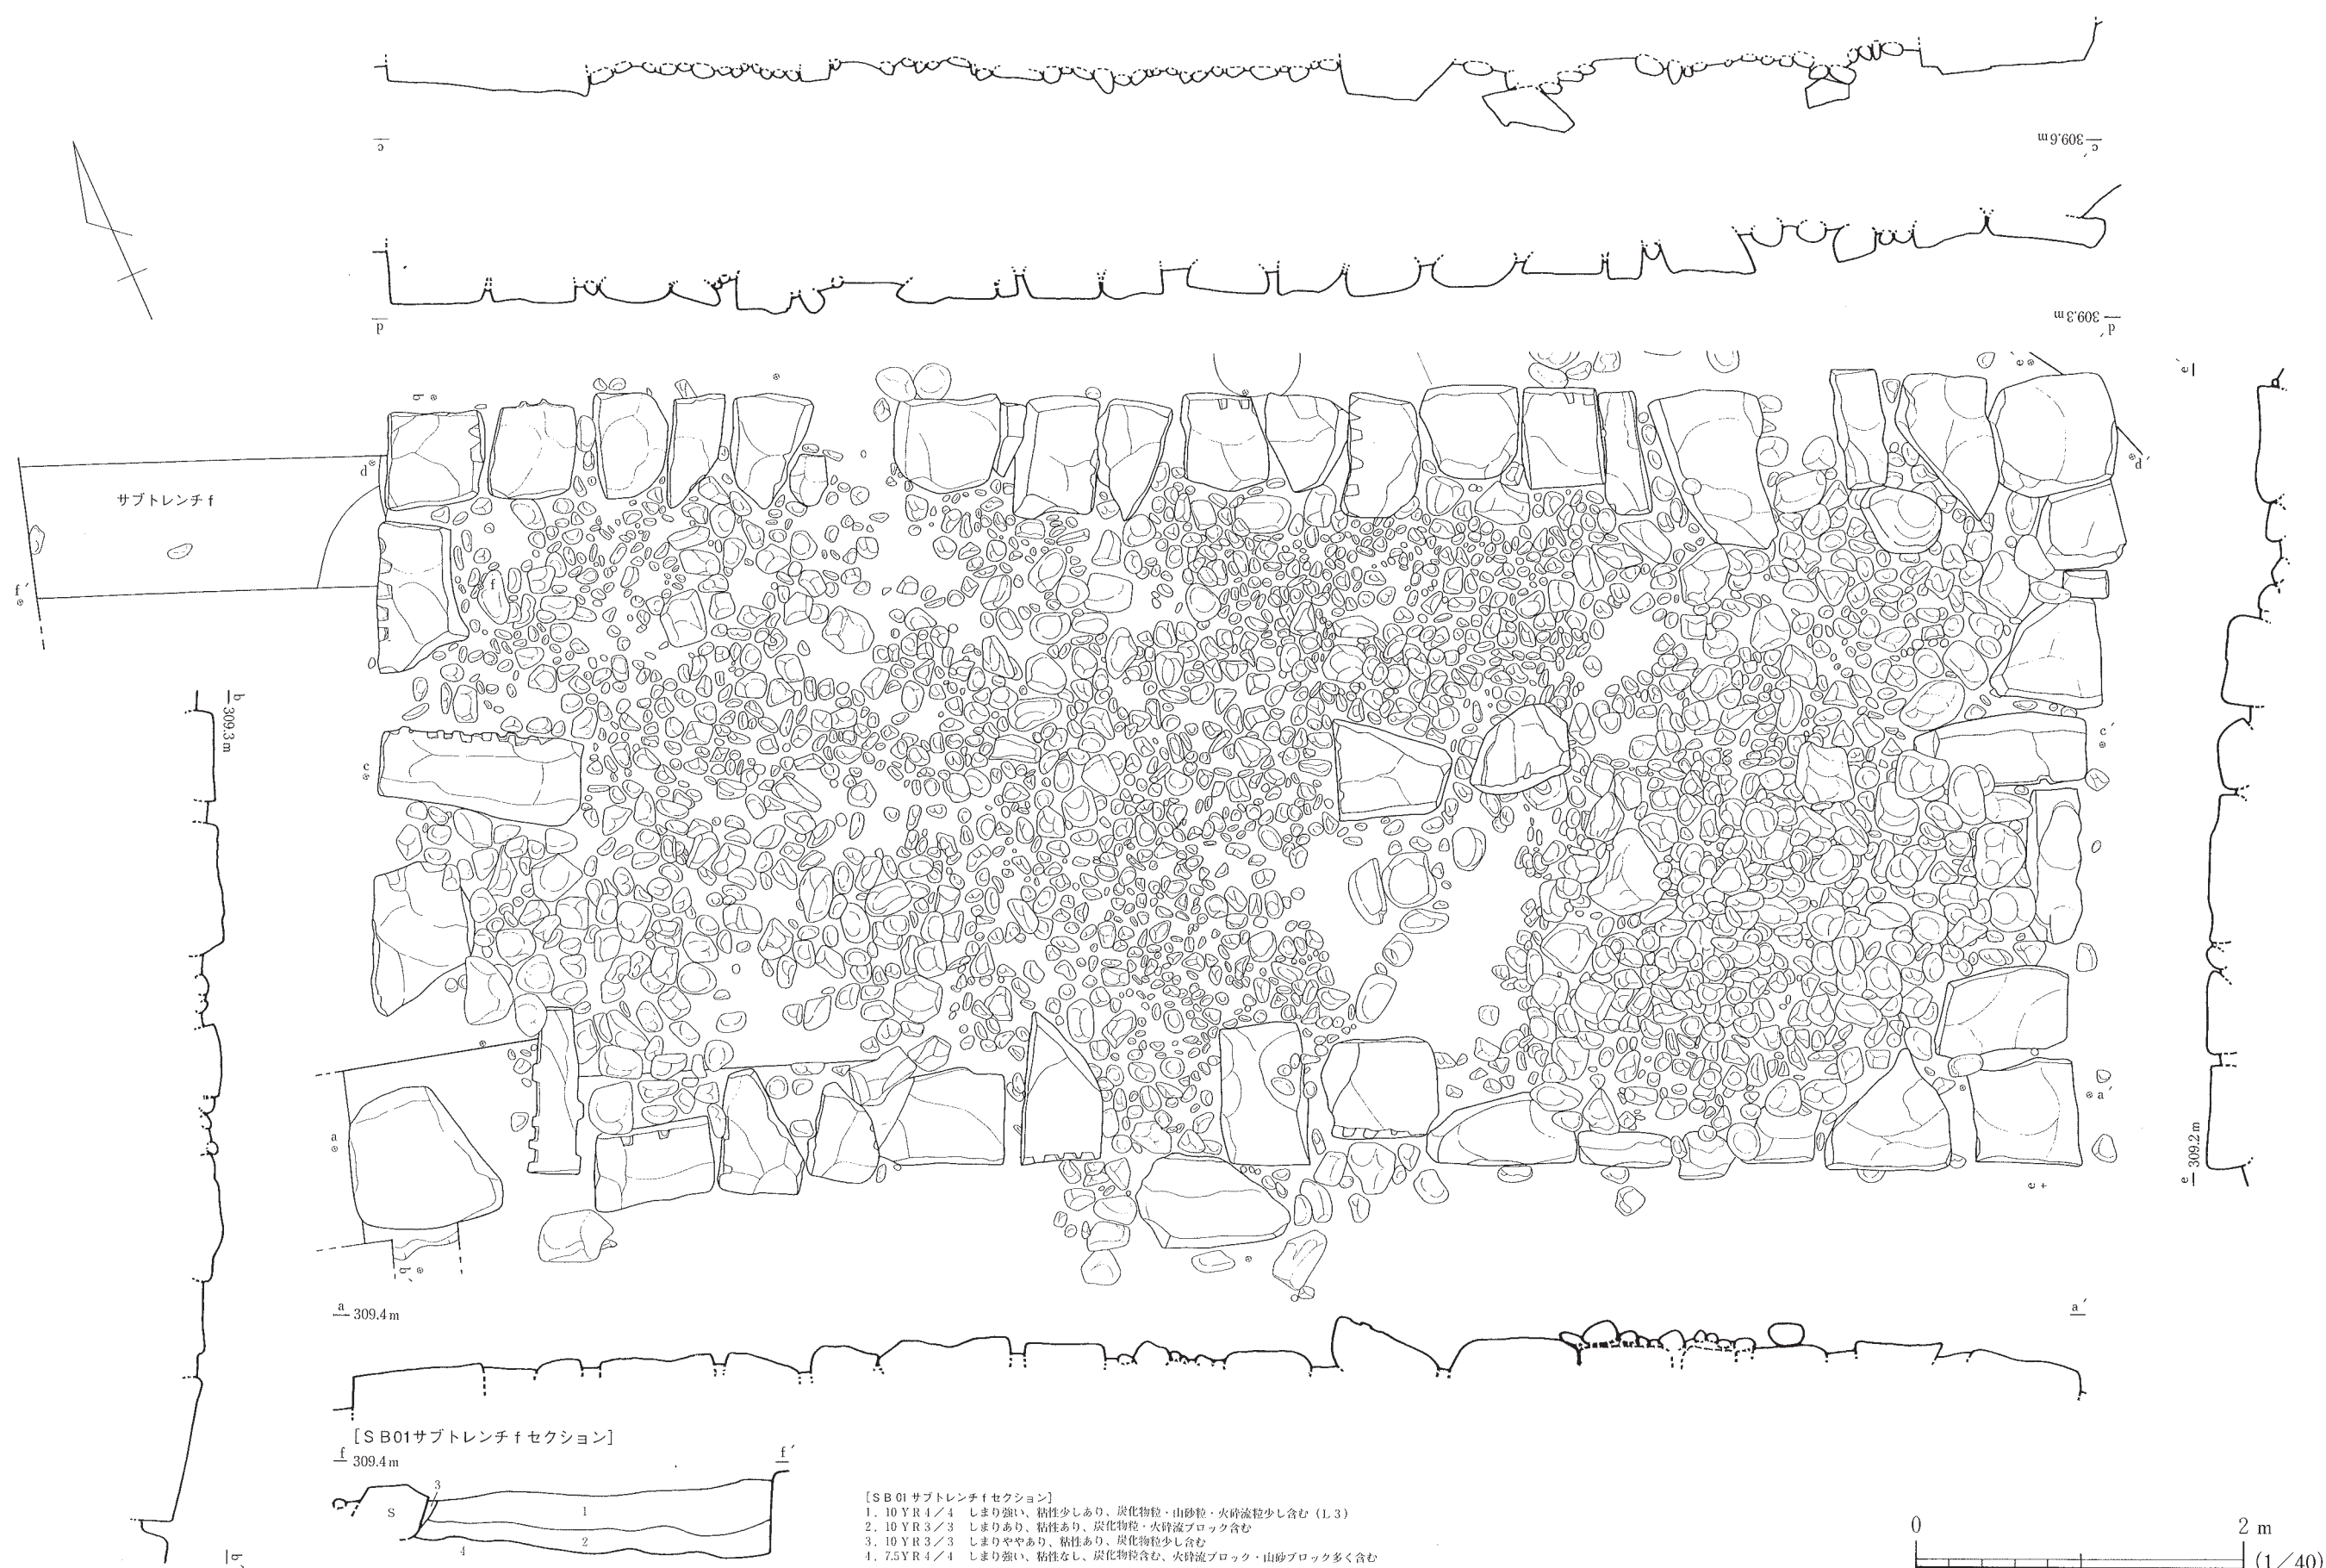 c
c′
309.6m
d
d′
309.3m
b
e′
e′
サブトレンチf
d
d′
f′
f
b
309.3m
c
c′
a
a′
e
309.2m
e
b′
a
309.4m
a′
[SB01サブトレンチfセクション]
f
309.4m
f′
3
S
1
2
4
b′
[SB01サブトレンチfセクション]
1. 10YR4/4 しまり強い、粘性少しあり、炭化物粒・山砂粒・火砕流粒少し含む(L3)
2. 10YR3/3 しまりあり、粘性あり、炭化物粒・火砕流ブロック含む
3. 10YR3/3 しまりややあり、粘性あり、炭化物粒少し含む
4. 7.5YR4/4 しまり強い、粘性なし、炭化物粒含む、火砕流ブロック・山砂ブロック多く含む
0
2m
(1/40)